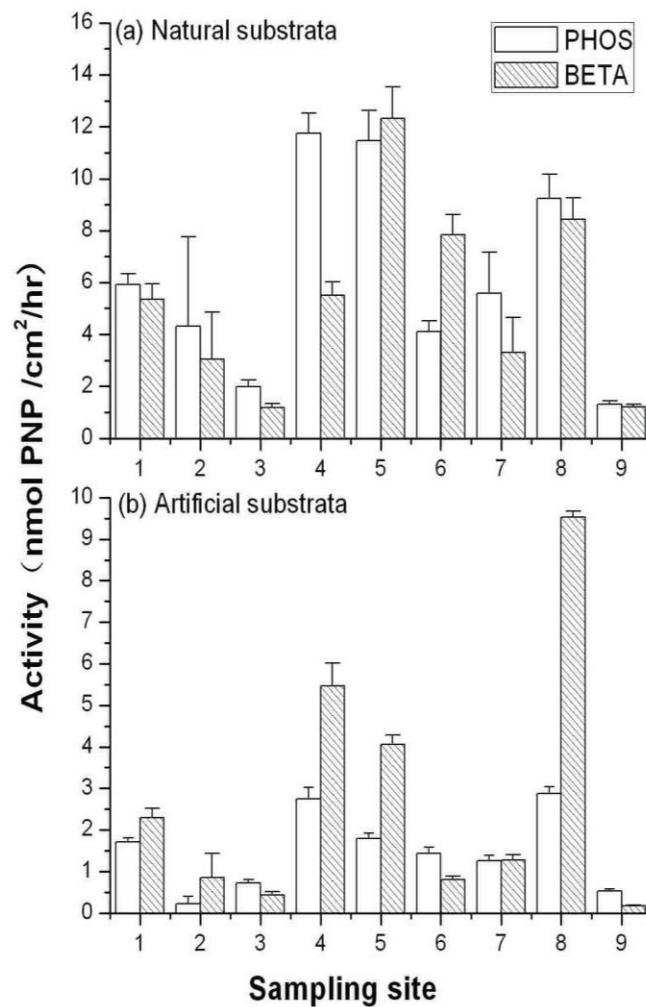 (a) Natural substrata
PHOS
BETA
16
14
12
10
8
6
4
2
0
1 2 3 4 5 6 7 8 9
Activity（nmol PNP /cm²/hr)
(b) Artificial substrata
10
9
8
7
6
5
4
3
2
1
0
1 2 3 4 5 6 7 8 9
Sampling site